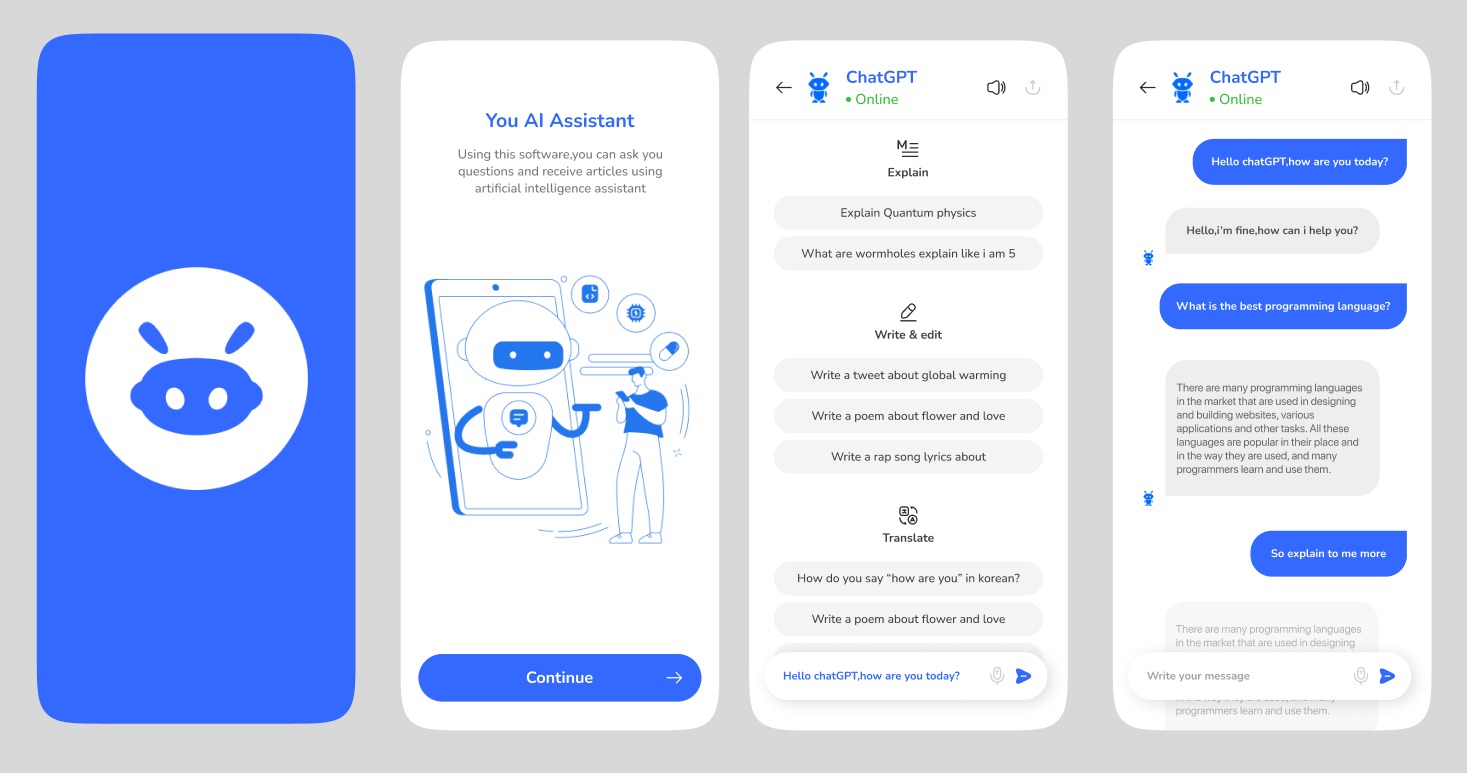 You AI Assistant
Using this software,you can ask you
questions and receive articles using
artificial intelligence assistant
Continue
ChatGPT
• Online
M
Explain
Explain Quantum physics
What are wormholes explain like i am 5
Write & edit
Write a tweet about global warming
Write a poem about flower and love
Write a rap song lyrics about
Translate
How do you say “how are you” in korean?
Write a poem about flower and love
Hello chatGPT,how are you today?
ChatGPT
• Online
Hello chatGPT,how are you today?
Hello,i’m fine,how can i help you?
What is the best programming language?
There are many programming languages
in the market that are used in designing
and building websites, various
applications and other tasks. All these
languages are popular in their place and
in the way they are used, and many
programmers learn and use them.
So explain to me more
There are many programming languages
in the market that are used in designing
Write your message
programmers learn and use them.